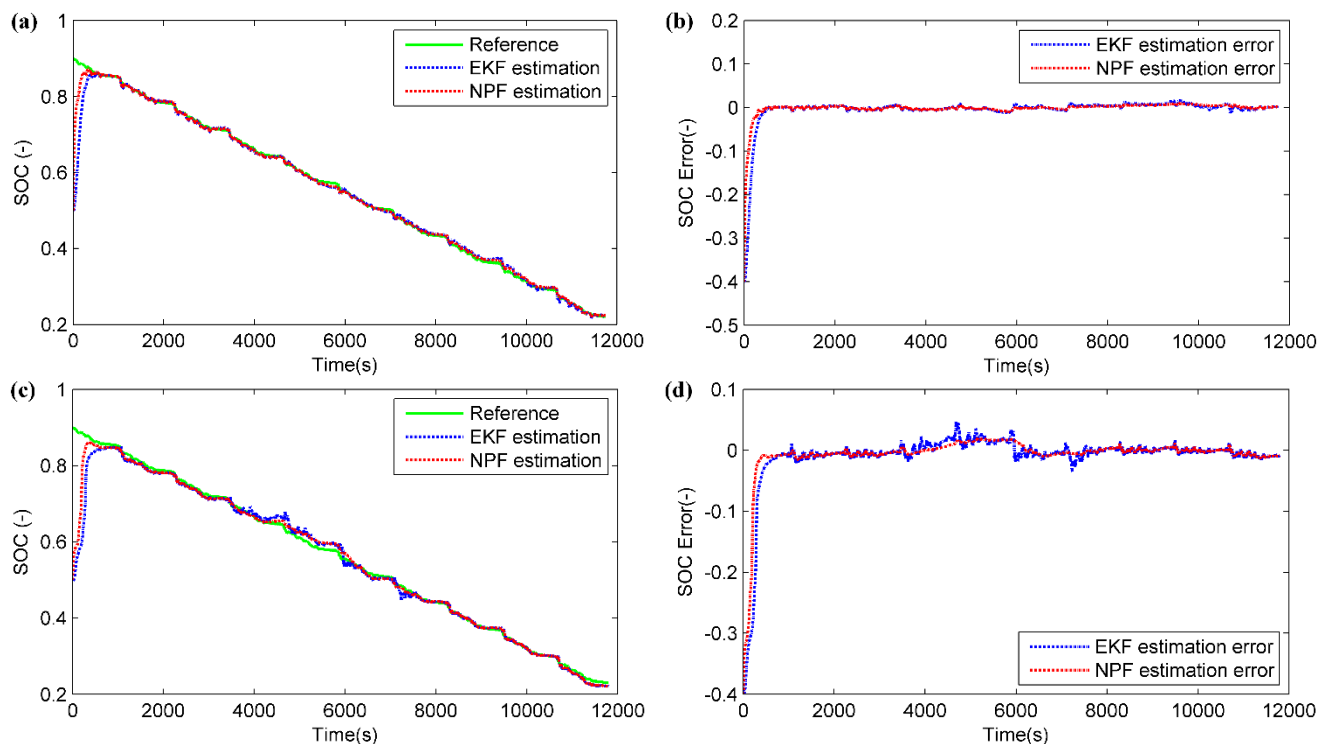 (a)
1
0.8
0.6
0.4
0.2
SOC (-)
Reference
EKF estimation
NPF estimation
0
2000
4000
6000
8000
10000
12000
Time(s)
(b)
0.2
0.1
0
-0.1
-0.2
-0.3
-0.4
-0.5
SOC Error(-)
EKF estimation error
NPF estimation error
0
2000
4000
6000
8000
10000
12000
Time(s)
(c)
1
0.8
0.6
0.4
0.2
SOC (-)
Reference
EKF estimation
NPF estimation
0
2000
4000
6000
8000
10000
12000
Time(s)
(d)
0.1
0
-0.1
-0.2
-0.3
-0.4
SOC Error(-)
EKF estimation error
NPF estimation error
0
2000
4000
6000
8000
10000
12000
Time(s)